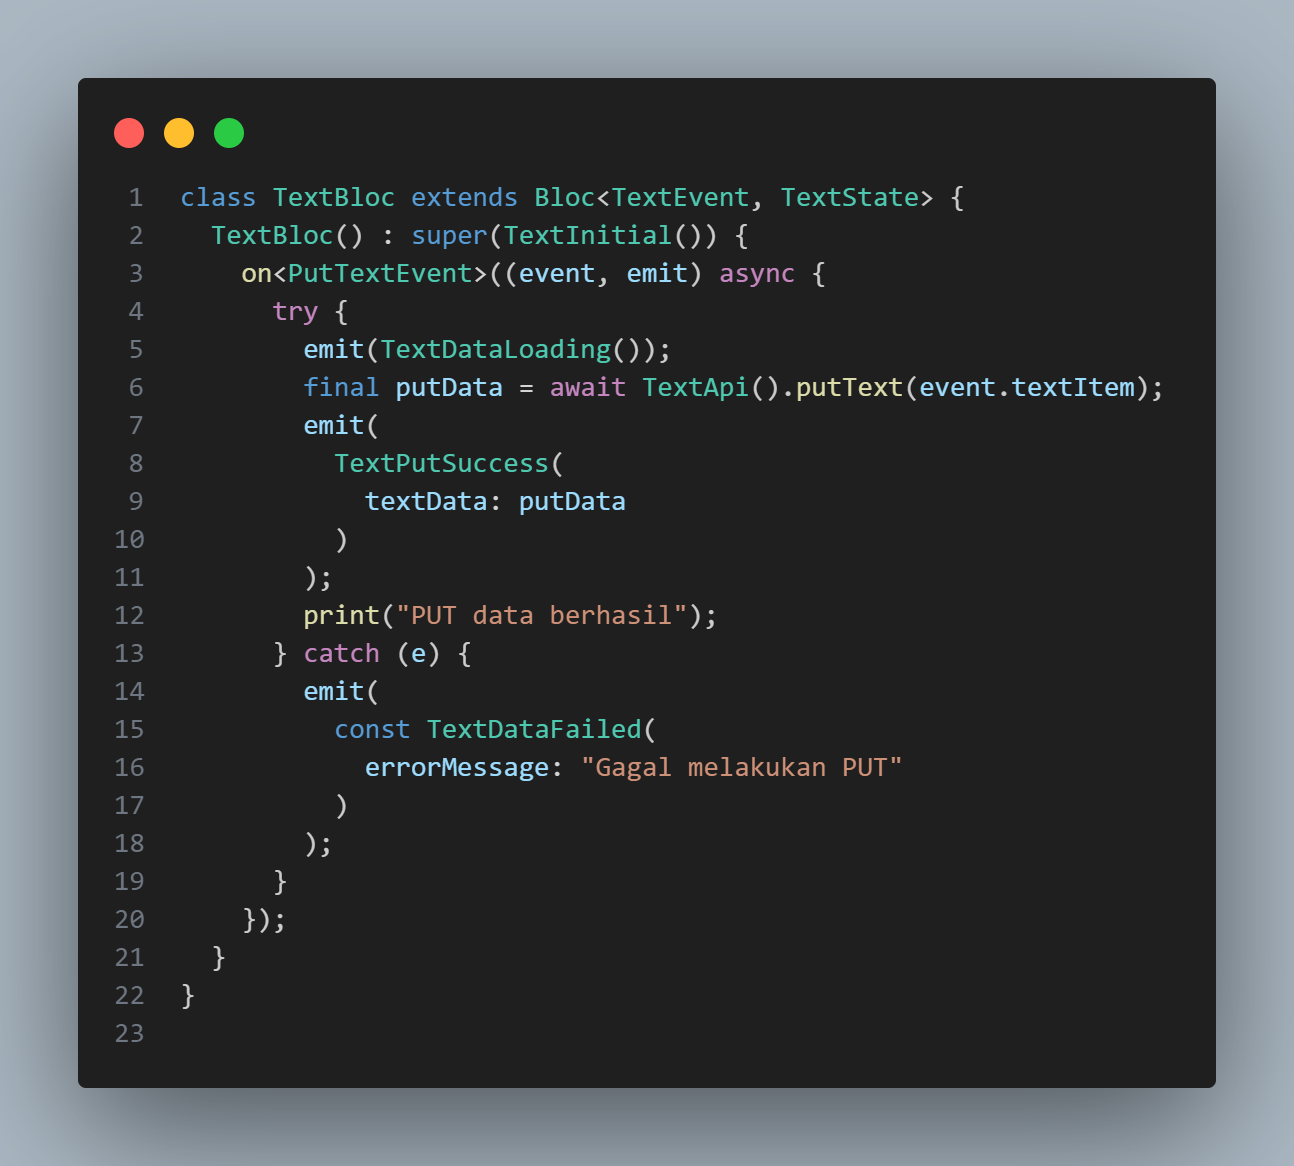 1 class TextBloc extends Bloc<TextEvent, TextState> {
2   TextBloc() : super(TextInitial()) {
3     on<PutTextEvent>((event, emit) async {
4       try {
5         emit(TextDataLoading());
6         final putData = await TextApi().putText(event.textItem);
7         emit(
8           TextPutSuccess(
9             textData: putData
10           )
11         );
12         print("PUT data berhasil");
13       } catch (e) {
14         emit(
15           const TextDataFailed(
16             errorMessage: "Gagal melakukan PUT"
17           )
18         );
19       }
20     });
21   }
22 }
23